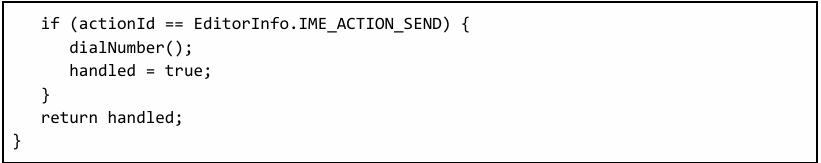 if (actionId == EditorInfo.IME_ACTION_SEND) {
dialNumber();
handled = true;
}
return handled;
}